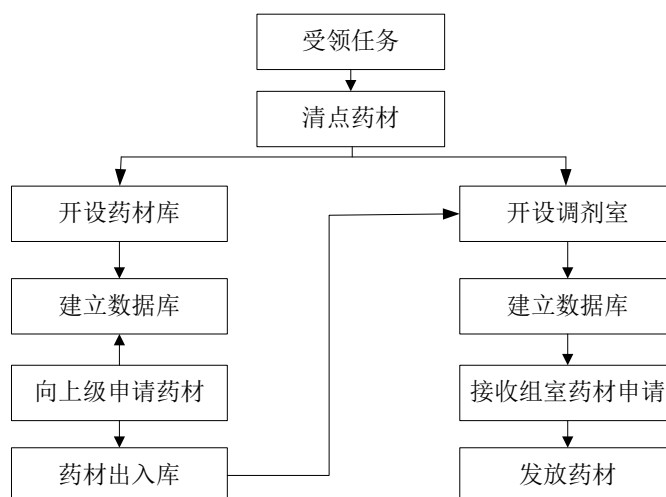 受领任务
清点药材
开设药材库
开设调剂室
建立数据库
建立数据库
向上级申请药材
接收组室药材申请
药材出入库
发放药材